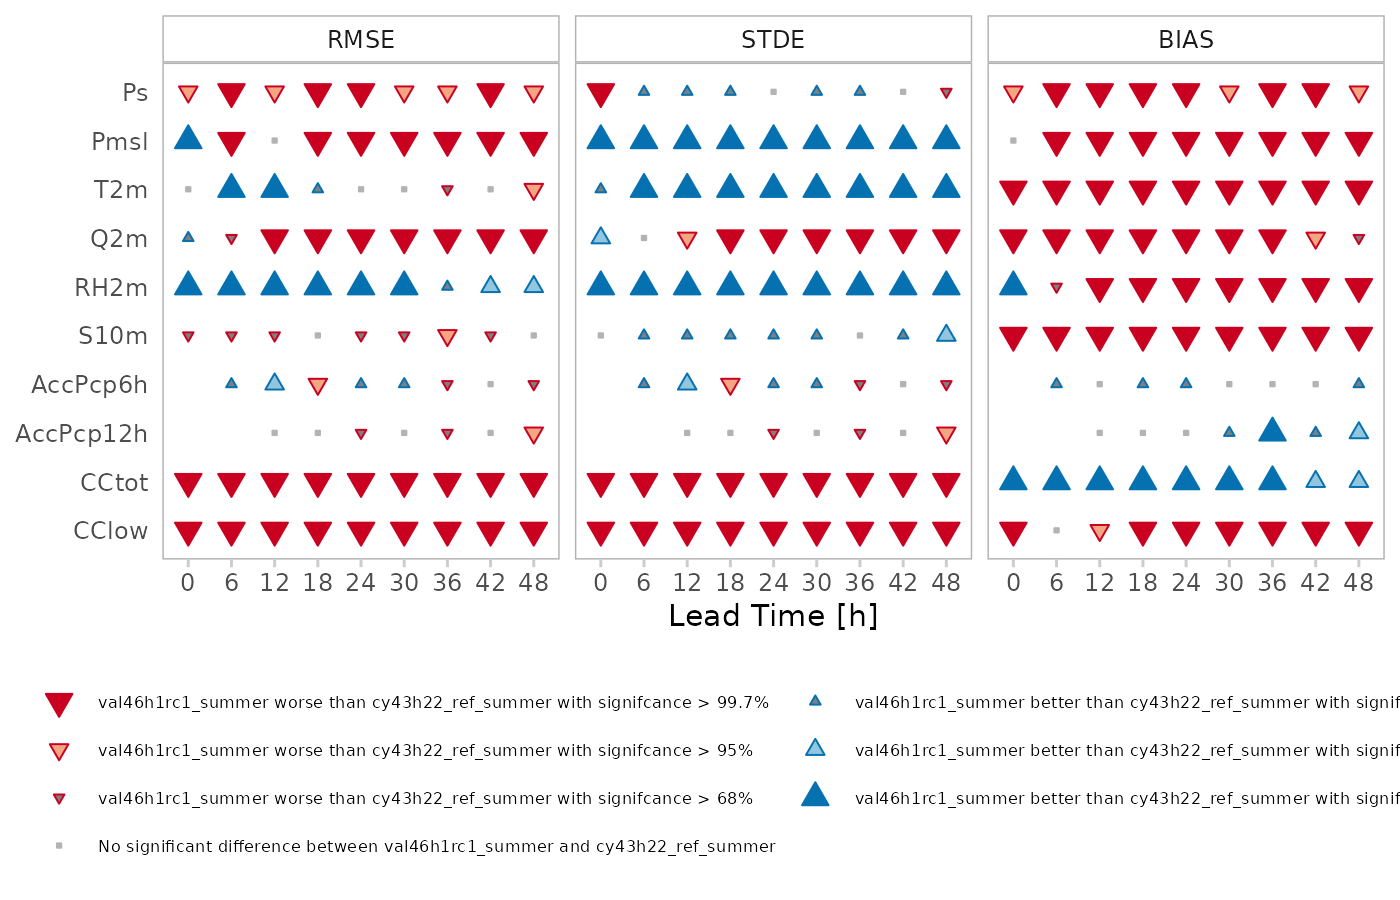 RMSE STDE BIAS
Ps
Pmsl
T2m
Q2m
RH2m
S10m
AccPcp6h
AccPcp12h
CCtot
CClow
0 6 12 18 24 30 36 42 48 0 6 12 18 24 30 36 42 48 0 6 12 18 24 30 36 42 48
Lead Time [h]
val46h1rc1_summer worse than cy43h22_ref_summer with signifcance > 99.7%
val46h1rc1_summer worse than cy43h22_ref_summer with signifcance > 95%
val46h1rc1_summer worse than cy43h22_ref_summer with signifcance > 68%
No significant difference between val46h1rc1_summer and cy43h22_ref_summer
val46h1rc1_summer better than cy43h22_ref_summer with signif
val46h1rc1_summer better than cy43h22_ref_summer with signif
val46h1rc1_summer better than cy43h22_ref_summer with signif